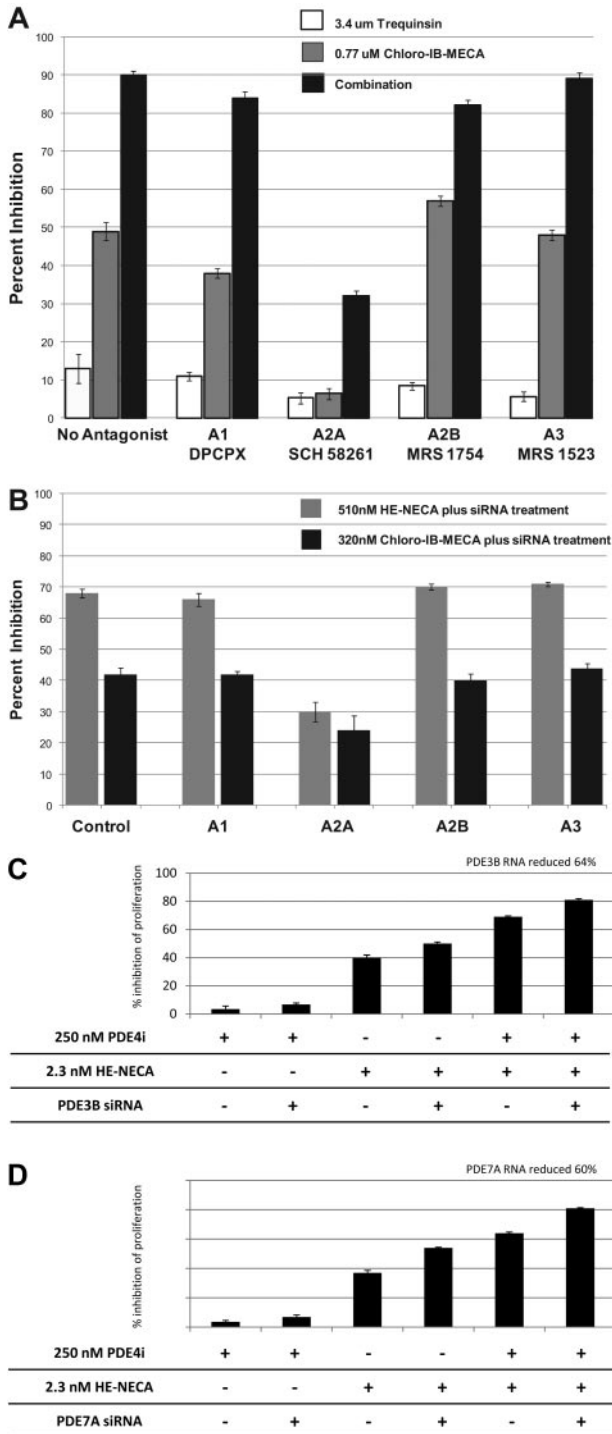 A
3.4 um Trequinsin
0.77 uM Chloro-IB-MECA
Combination
Percent Inhibition
100
90
80
70
60
50
40
30
20
10
0
No Antagonist
A1
DPCPX
A2A
SCH 58261
A2B
MRS 1754
A3
MRS 1523
B
510nM HE-NECA plus siRNA treatment
320nM Chloro-IB-MECA plus siRNA treatment
Percent Inhibition
100
90
80
70
60
50
40
30
20
10
0
Control
A1
A2A
A2B
A3
C
PDE3B RNA reduced 64%
% inhibition of proliferation
100
80
60
40
20
0
250 nM PDE4i + + - - + +
2.3 nM HE-NECA - - + + + +
PDE3B siRNA - + - + - +
D
PDE7A RNA reduced 60%
% inhibition of proliferation
250 nM PDE4i + + - - + +
2.3 nM HE-NECA - - + + + +
PDE7A siRNA - + - + - +